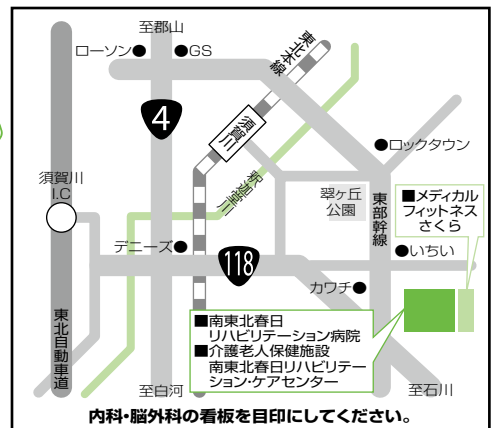 至郡山
ローソン●
●GS
東北本線
4
須賀川
●ロックタウン
須賀川
I.C
釈迦堂川
翠ヶ丘
公園
東部幹線
■メディカル
フィットネス
さくら
デニーズ●
118
●いちい
カワチ●
東北自動車道
■南東北春日
リハビリテーション病院
■介護老人保健施設
南東北春日リハビリテー
ション・ケアセンター
至白河
至石川
内科・脳外科の看板を目印にしてください。